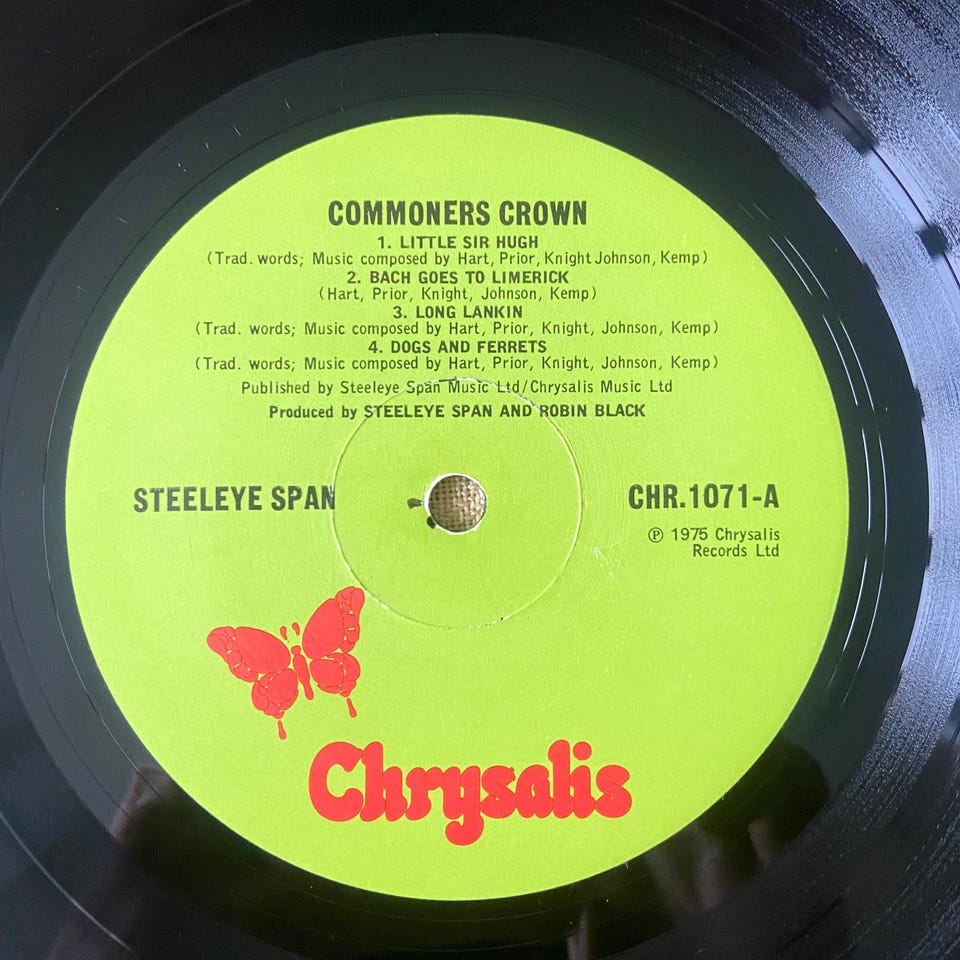 COMMONERS CROWN
1. LITTLE SIR HUGH
(Trad. words; Music composed by Hart, Prior, Knight Johnson, Kemp)
2. BACH GOES TO LIMERICK
(Hart, Prior, Knight, Johnson, Kemp)
3. LONG LANKIN
(Trad. words; Music composed by Hart, Prior, Knight, Johnson, Kemp)
4. DOGS AND FERRETS
(Trad. words; Music composed by Hart, Prior, Knight, Johnson, Kemp)
Published by Steeleye Span Music Ltd/Chrysalis Music Ltd
Produced by STEELEYE SPAN AND ROBIN BLACK
STEELEYE SPAN
CHR.1071-A
℗ 1975 Chrysalis
Records Ltd
Chrysalis